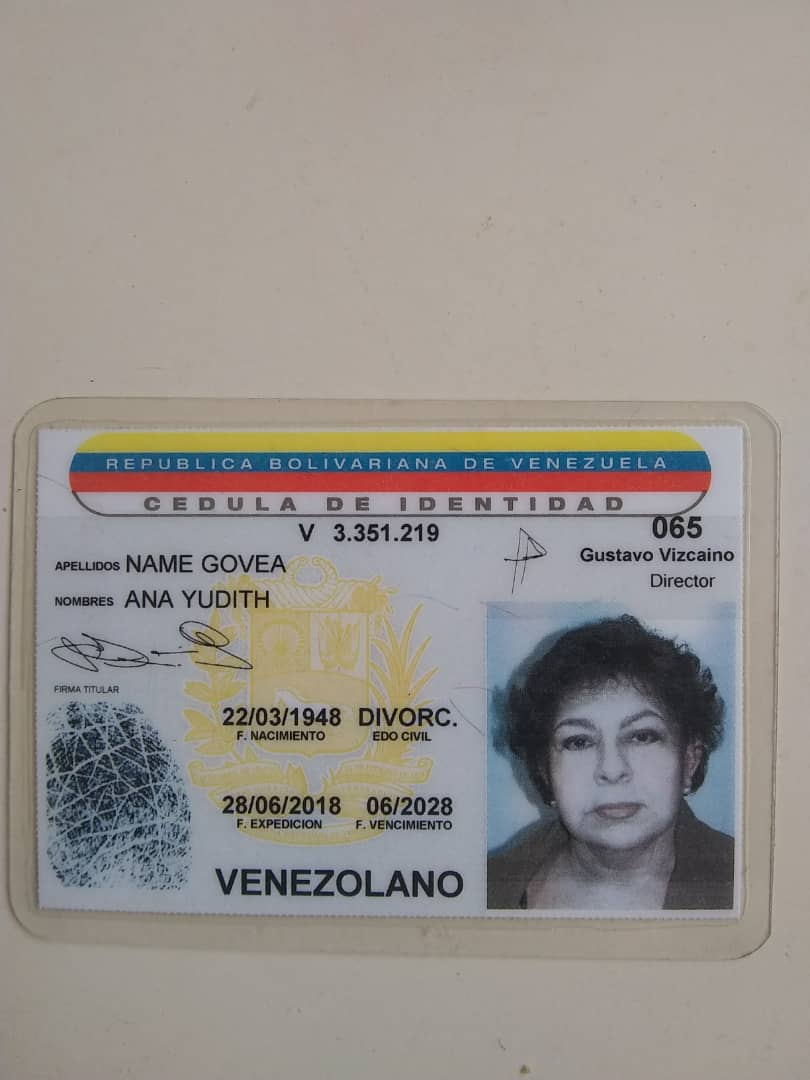 REPUBLICA BOLIVARIANA DE VENEZUELA
CEDULA DE IDENTIDAD
V 3.351.219
065
Gustavo Vizcaino
Director
APELLIDOS NAME GOVEA
NOMBRES ANA YUDITH
FIRMA TITULAR
22/03/1948 DIVORC.
F. NACIMIENTO EDO CIVIL
28/06/2018 06/2028
F. EXPEDICION F. VENCIMIENTO
VENEZOLANO